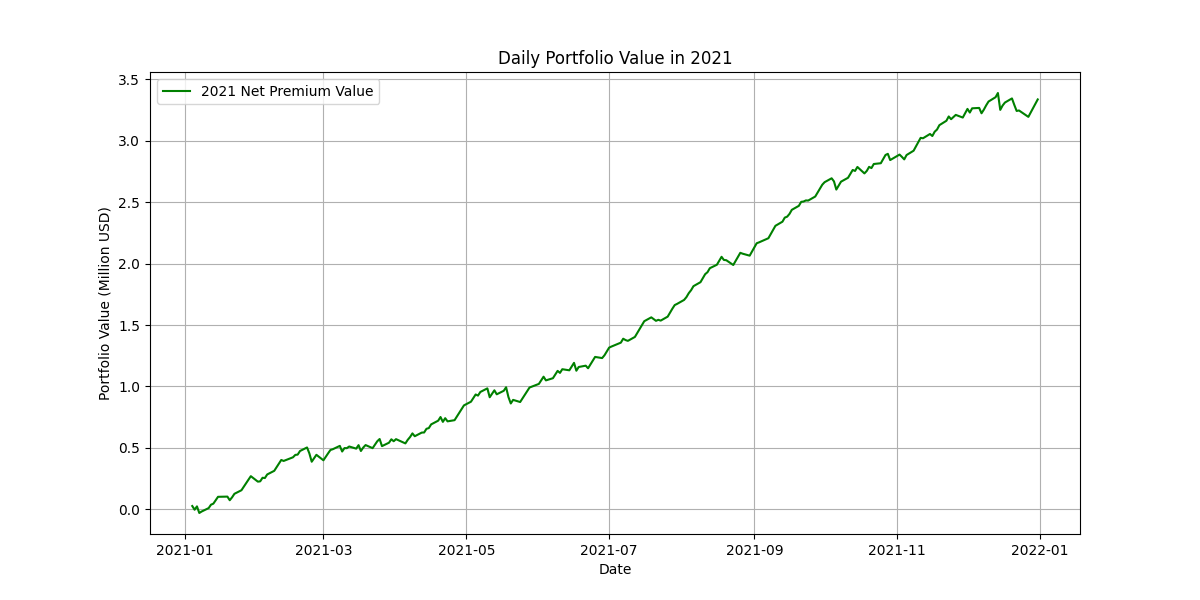 Daily Portfolio Value in 2021
2021 Net Premium Value
Portfolio Value (Million USD)
3.5
3.0
2.5
2.0
1.5
1.0
0.5
0.0
2021-01 2021-03 2021-05 2021-07 2021-09 2021-11 2022-01
Date